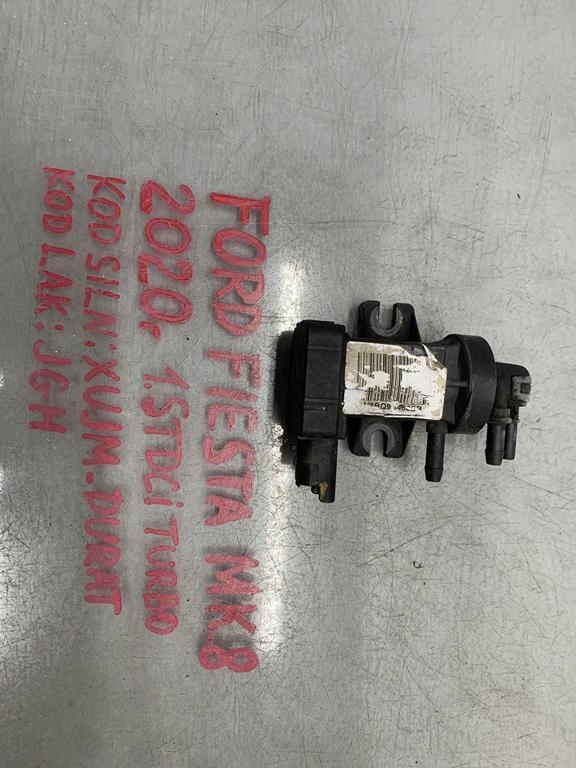 FORD FIESTA MK8
2020r 1.5TDCi TURBO
KOD SILN: XUJM-DURAT
KOD LAK: JGH